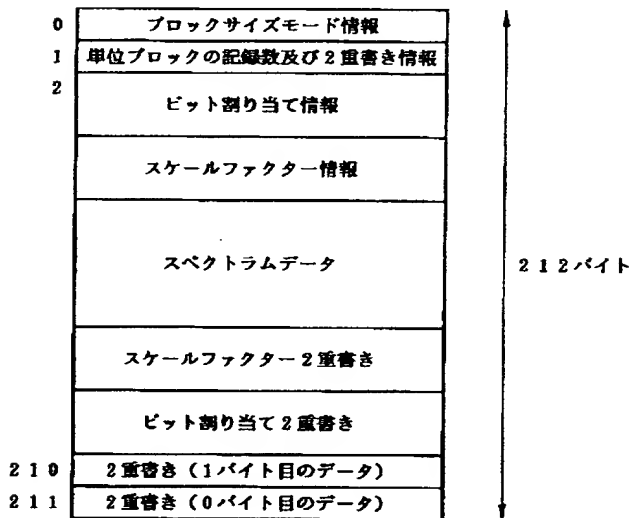 0 ブロックサイズモード情報
1 単位ブロックの記録数及び2重書き情報
2
ビット割り当て情報
スケールファクター情報
スペクトラムデータ
212バイト
スケールファクター2重書き
ビット割り当て2重書き
210 2重書き（1バイト目のデータ）
211 2重書き（0バイト目のデータ）